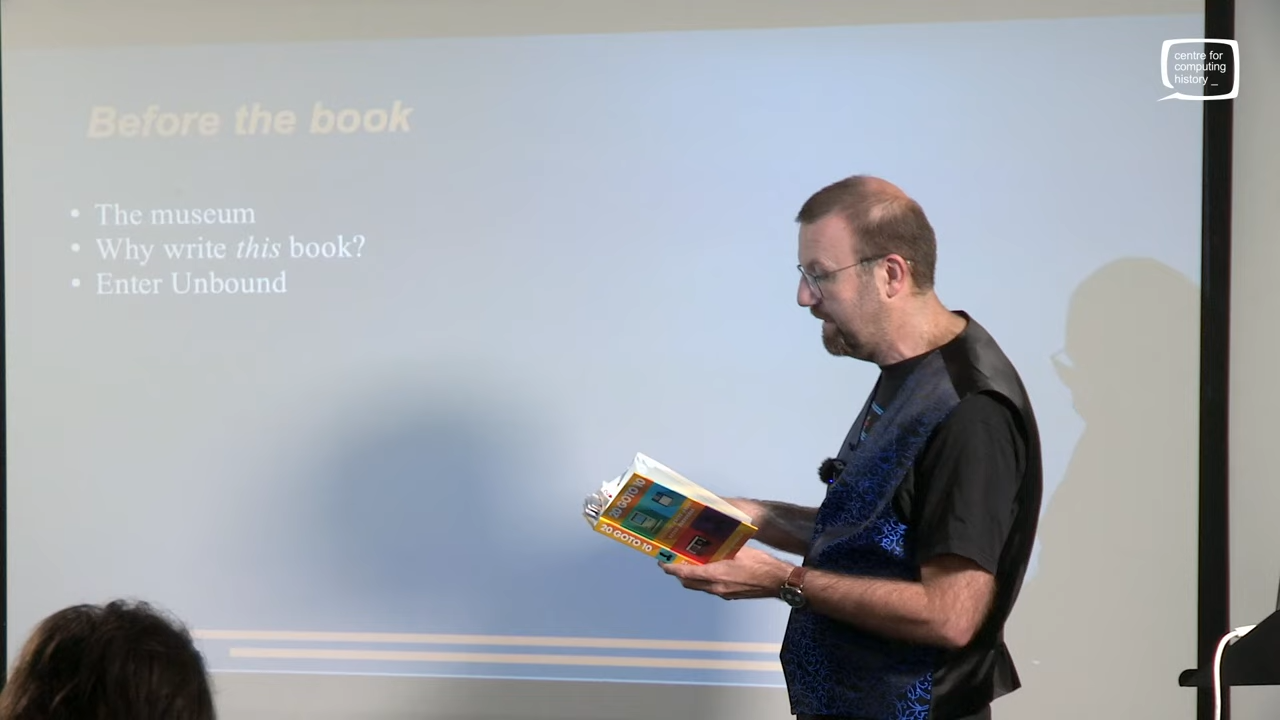 centre for
computing
history _
Before the book
• The museum
• Why write this book?
• Enter Unbound
20 GOTO 10
20 GOTO 10